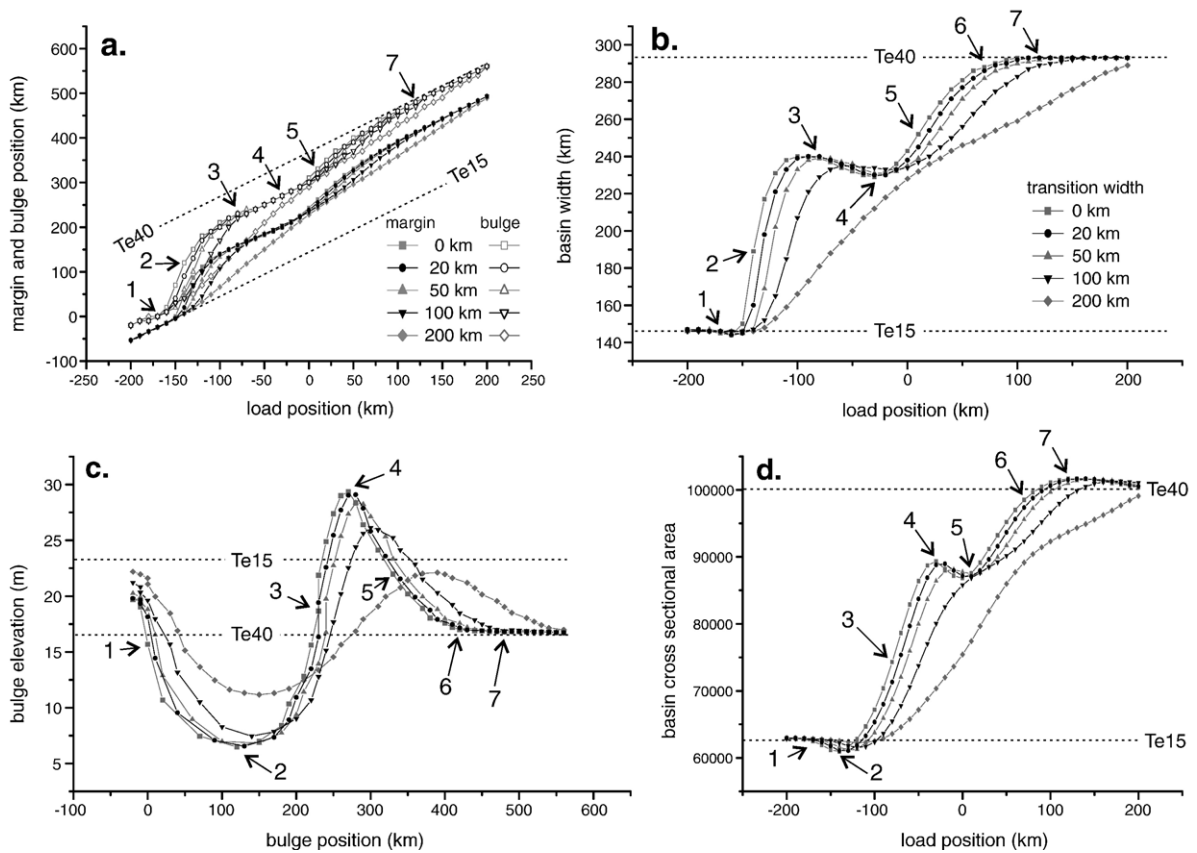 a.
600
500
400
300
200
100
0
-100
margin and bulge position (km)
-250 -200 -150 -100 -50 0 50 100 150 200 250
load position (km)
Te40
Te15
1
2
3
4
5
7
margin bulge
0 km
20 km
50 km
100 km
200 km
b.
300
280
260
240
220
200
180
160
140
basin width (km)
-200 -100 0 100 200
load position (km)
Te40
Te15
1
2
3
4
5
6
7
transition width
0 km
20 km
50 km
100 km
200 km
c.
30
25
20
15
10
5
bulge elevation (m)
-100 0 100 200 300 400 500 600
bulge position (km)
Te15
Te40
1
2
3
4
5
6
7
d.
100000
90000
80000
70000
60000
basin cross sectional area
-200 -100 0 100 200
load position (km)
Te40
Te15
1
2
3
4
5
6
7